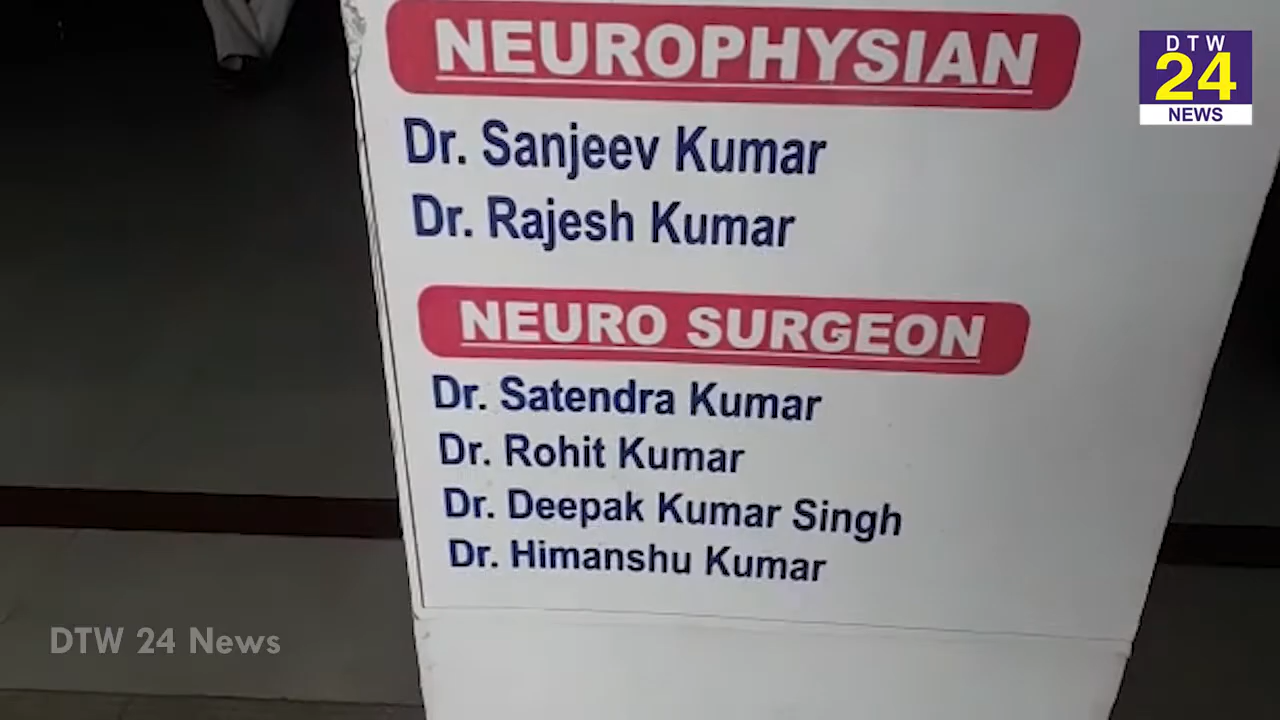 NEUROPHYSIAN
Dr. Sanjeev Kumar
Dr. Rajesh Kumar
NEURO SURGEON
Dr. Satendra Kumar
Dr. Rohit Kumar
Dr. Deepak Kumar Singh
Dr. Himanshu Kumar
DTW
24
NEWS
DTW 24 News